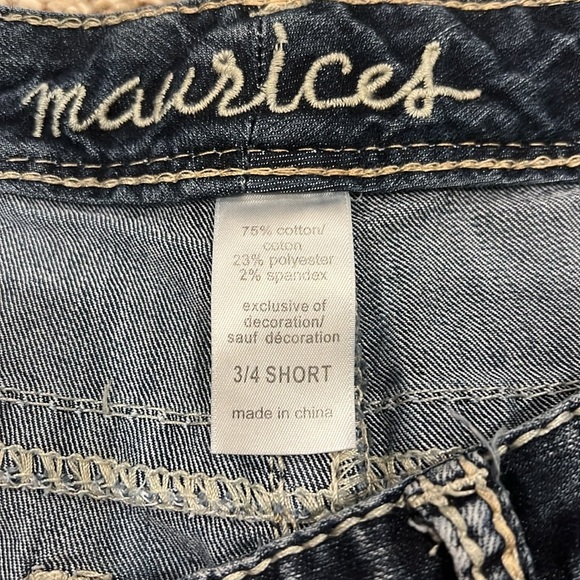 maurices
75% cotton/
coton
23% polyester
2% spandex
exclusive of
decoration/
sauf décoration
3/4 SHORT
made in china